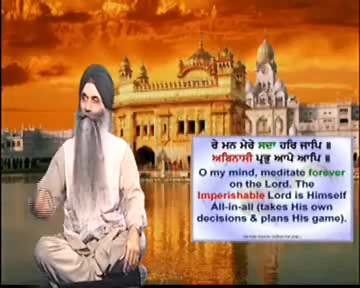 ਰੇ ਮਨ ਮੇਰੇ ਸਦਾ ਹਰਿ ਜਾਪਿ ॥
ਅਬਿਨਾਸੀ ਪ੍ਰਭੁ ਆਪੇ ਆਪਿ ॥
O my mind, meditate forever
on the Lord. The
Imperishable Lord is Himself
All-in-all (takes His own
decisions & plans His game).